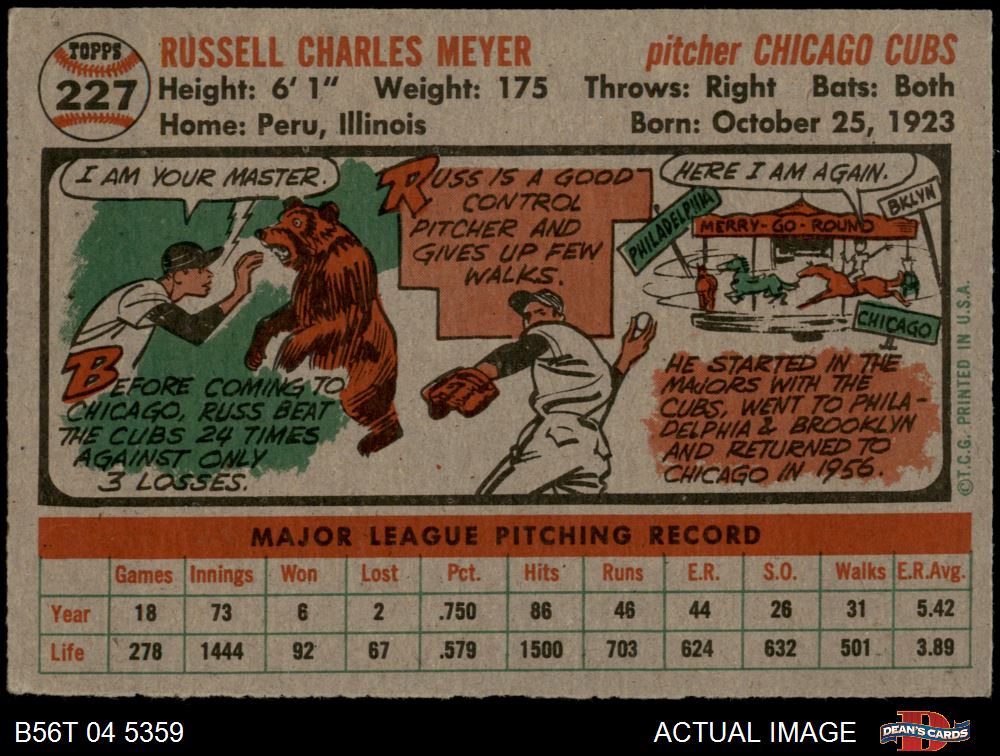 TOPPS
227
RUSSELL CHARLES MEYER
pitcher CHICAGO CUBS
Height: 6' 1" Weight: 175 Throws: Right Bats: Both
Home: Peru, Illinois Born: October 25, 1923
I AM YOUR MASTER.
BEFORE COMING TO
CHICAGO, RUSS BEAT
THE CUBS 24 TIMES
AGAINST ONLY
3 LOSSES.
RUSS IS A GOOD
CONTROL
PITCHER AND
GIVES UP FEW
WALKS.
HERE I AM AGAIN.
PHILADELPHIA
BKLYN
MERRY-GO-ROUND
CHICAGO
HE STARTED IN THE
MAJORS WITH THE
CUBS, WENT TO PHILA-
DELPHIA & BROOKLYN
AND RETURNED TO
CHICAGO IN 1956.
©T.C.G. PRINTED IN U.S.A.
MAJOR LEAGUE PITCHING RECORD
Games Innings Won Lost Pct. Hits Runs E.R. S.O. Walks E.R.Avg.
Year 18 73 6 2 .750 86 46 44 26 31 5.42
Life 278 1444 92 67 .579 1500 703 624 632 501 3.89
B56T 04 5359
ACTUAL IMAGE
DEAN'S CARDS